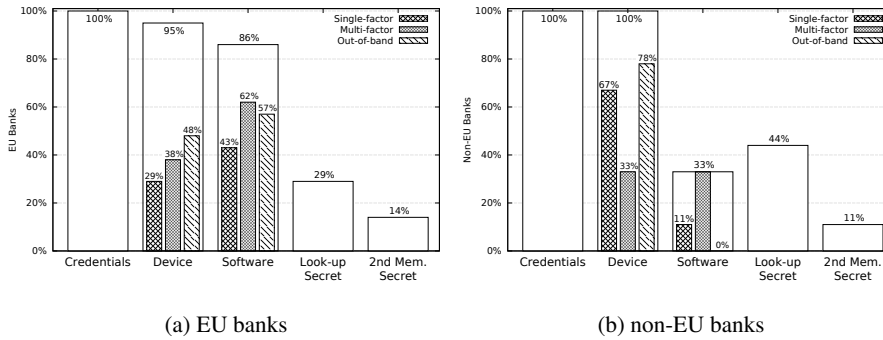 100%
80%
60%
40%
20%
0%
EU Banks
Single-factor
Multi-factor
Out-of-band
100%
95%
86%
29%
38%
48%
43%
62%
57%
29%
14%
Credentials
Device
Software
Look-up
Secret
2nd Mem.
Secret
(a) EU banks
100%
80%
60%
40%
20%
0%
Non-EU Banks
Single-factor
Multi-factor
Out-of-band
100%
100%
67%
33%
78%
11%
33%
0%
44%
11%
Credentials
Device
Software
Look-up
Secret
2nd Mem.
Secret
(b) non-EU banks